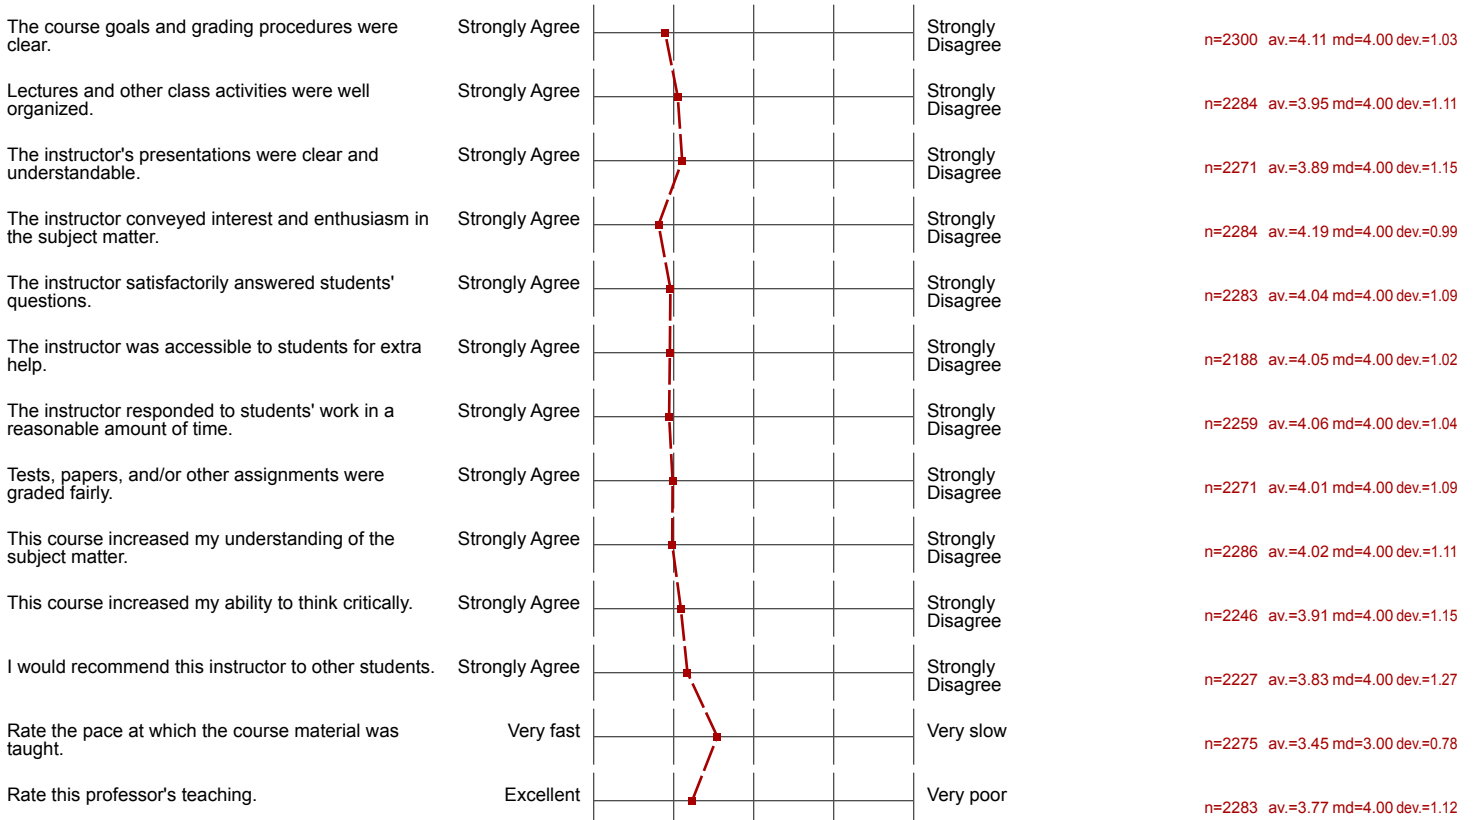 The course goals and grading procedures were
clear.
Strongly Agree
Strongly
Disagree
n=2300 av.=4.11 md=4.00 dev.=1.03
Lectures and other class activities were well
organized.
Strongly Agree
Strongly
Disagree
n=2284 av.=3.95 md=4.00 dev.=1.11
The instructor's presentations were clear and
understandable.
Strongly Agree
Strongly
Disagree
n=2271 av.=3.89 md=4.00 dev.=1.15
The instructor conveyed interest and enthusiasm in
the subject matter.
Strongly Agree
Strongly
Disagree
n=2284 av.=4.19 md=4.00 dev.=0.99
The instructor satisfactorily answered students'
questions.
Strongly Agree
Strongly
Disagree
n=2283 av.=4.04 md=4.00 dev.=1.09
The instructor was accessible to students for extra
help.
Strongly Agree
Strongly
Disagree
n=2188 av.=4.05 md=4.00 dev.=1.02
The instructor responded to students' work in a
reasonable amount of time.
Strongly Agree
Strongly
Disagree
n=2259 av.=4.06 md=4.00 dev.=1.04
Tests, papers, and/or other assignments were
graded fairly.
Strongly Agree
Strongly
Disagree
n=2271 av.=4.01 md=4.00 dev.=1.09
This course increased my understanding of the
subject matter.
Strongly Agree
Strongly
Disagree
n=2286 av.=4.02 md=4.00 dev.=1.11
This course increased my ability to think critically.
Strongly Agree
Strongly
Disagree
n=2246 av.=3.91 md=4.00 dev.=1.15
I would recommend this instructor to other students.
Strongly Agree
Strongly
Disagree
n=2227 av.=3.83 md=4.00 dev.=1.27
Rate the pace at which the course material was
taught.
Very fast
Very slow
n=2275 av.=3.45 md=3.00 dev.=0.78
Rate this professor's teaching.
Excellent
Very poor
n=2283 av.=3.77 md=4.00 dev.=1.12